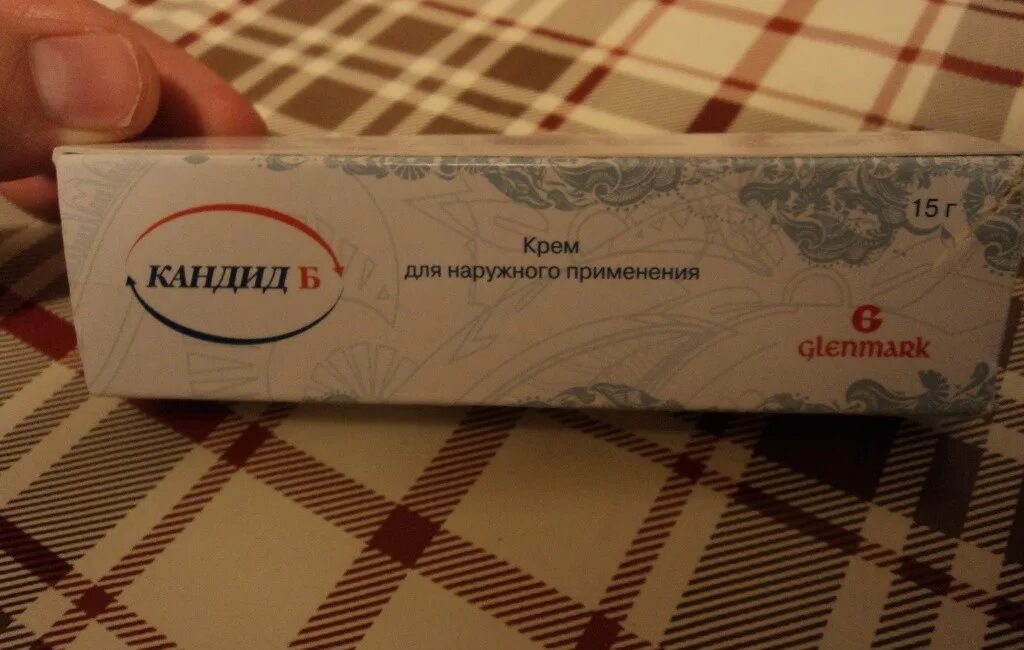 КАНДИД Б
Крем
для наружного применения
15 г
Glenmark